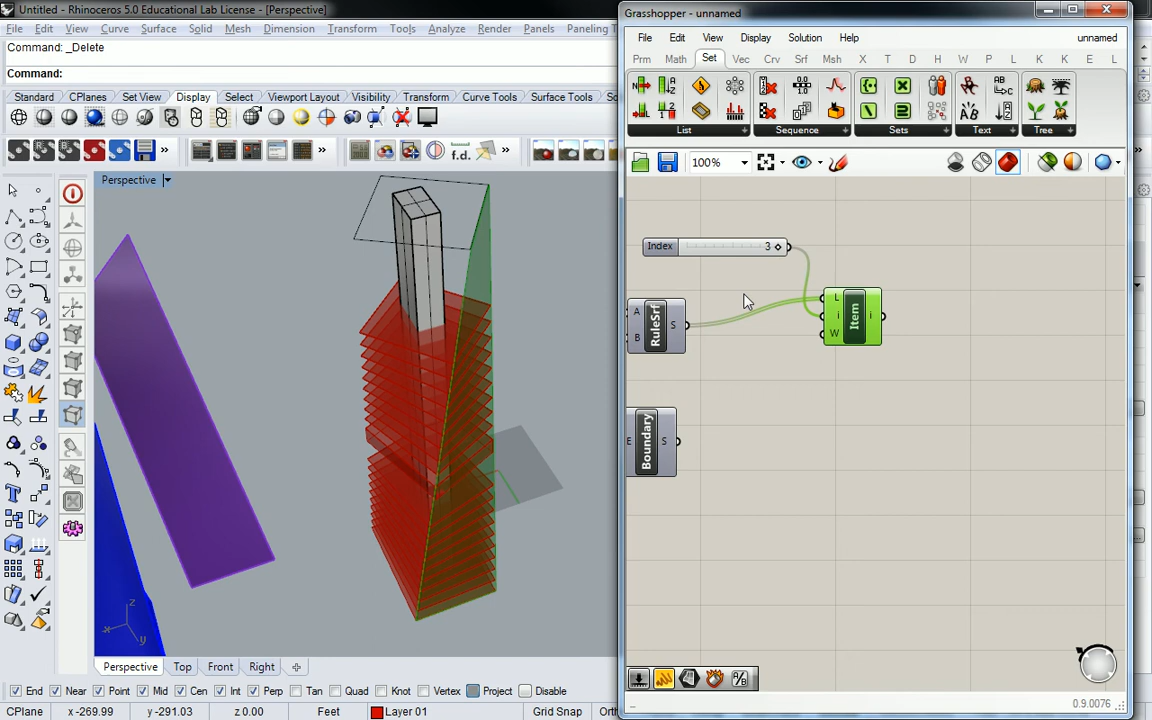 Untitled - Rhinoceros 5.0 Educational Lab License - [Perspective]
File Edit View Curve Surface Solid Mesh Dimension Transform Tools Analyze Render Panels Paneling T
Command: _Delete
Command:
Standard CPlanes Set View Display Select Viewport Layout Visibility Transform Curve Tools Surface Tools So
f.d.
Perspective
z
x
y
Perspective Top Front Right
End Near Point Mid Cen Int Perp Tan Quad Knot Vertex Project Disable
CPlane x -269.99 y -291.03 z 0.00 Feet Layer 01 Grid Snap Orth
Grasshopper - unnamed
File Edit View Display Solution Help unnamed
Prm Math Set Vec Crv Srf Msh X T D H W P L K K E L
List Sequence Sets Text Tree
100%
Index 3
A
B
RuleSrf
S
L
i
W
Item
i
E
Boundary
S
0.9.0076